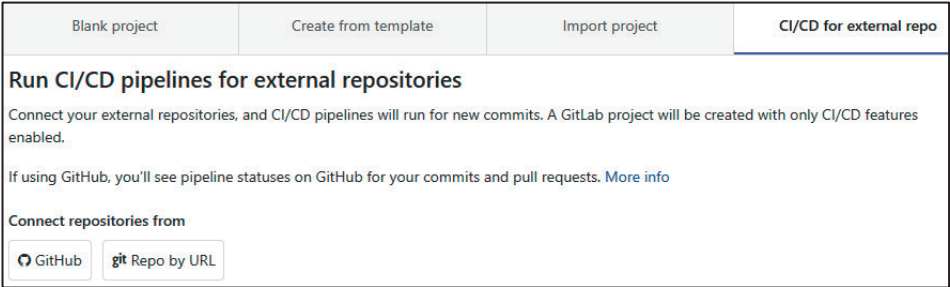 Blank project
Create from template
Import project
CI/CD for external repo
Run CI/CD pipelines for external repositories
Connect your external repositories, and CI/CD pipelines will run for new commits. A GitLab project will be created with only CI/CD features
enabled.
If using GitHub, you'll see pipeline statuses on GitHub for your commits and pull requests. More info
Connect repositories from
GitHub
git Repo by URL